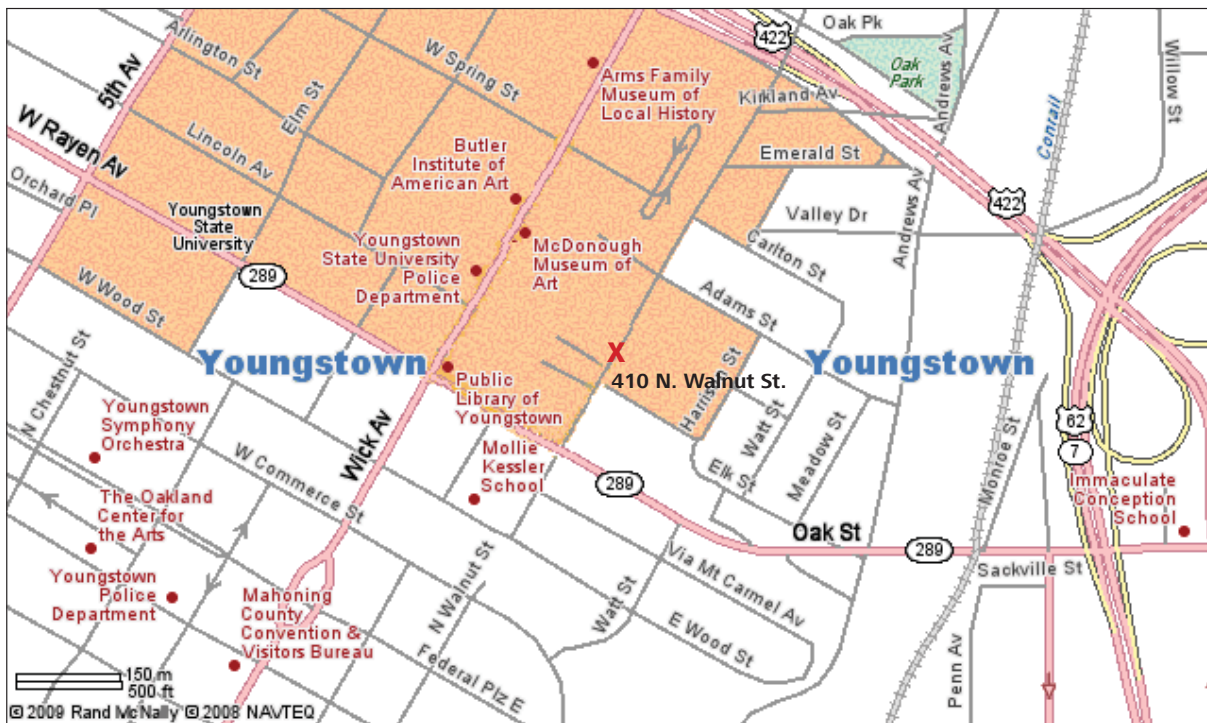 Oak Pk
422
Arlington St
5th Av
W Spring St
Oak
Park
Andrews Av
Willow St
Arms Family
Museum of
Local History
Kirkland Av
W Rayen Av
Elm St
Lincoln Av
Butler
Institute of
American Art
Emerald St
Conrail
Orchard Pl
422
Youngstown
State
University
Valley Dr
Andrews Av
Youngstown
State University
Police
Department
McDonough
Museum of
Art
Carlton St
289
W Wood St
Adams St
Youngstown
X
410 N. Walnut St.
Youngstown
Public
Library of
Youngstown
Harrison St
N Chestnut St
Youngstown
Symphony
Orchestra
Wick Av
Watt St
Meadow St
62
7
W Commerce St
Mollie
Kessler
School
Elk St
Monroe St
289
Immaculate
Conception
School
The Oakland
Center for
the Arts
Oak St
289
Sackville St
Via Mt Carmel Av
N Walnut St
Youngstown
Police
Department
Mahoning
County
Convention &
Visitors Bureau
Watt St
E Wood St
Federal Plz E
Penn Av
150 m
500 ft
© 2009 Rand McNally © 2008 NAVTEQ